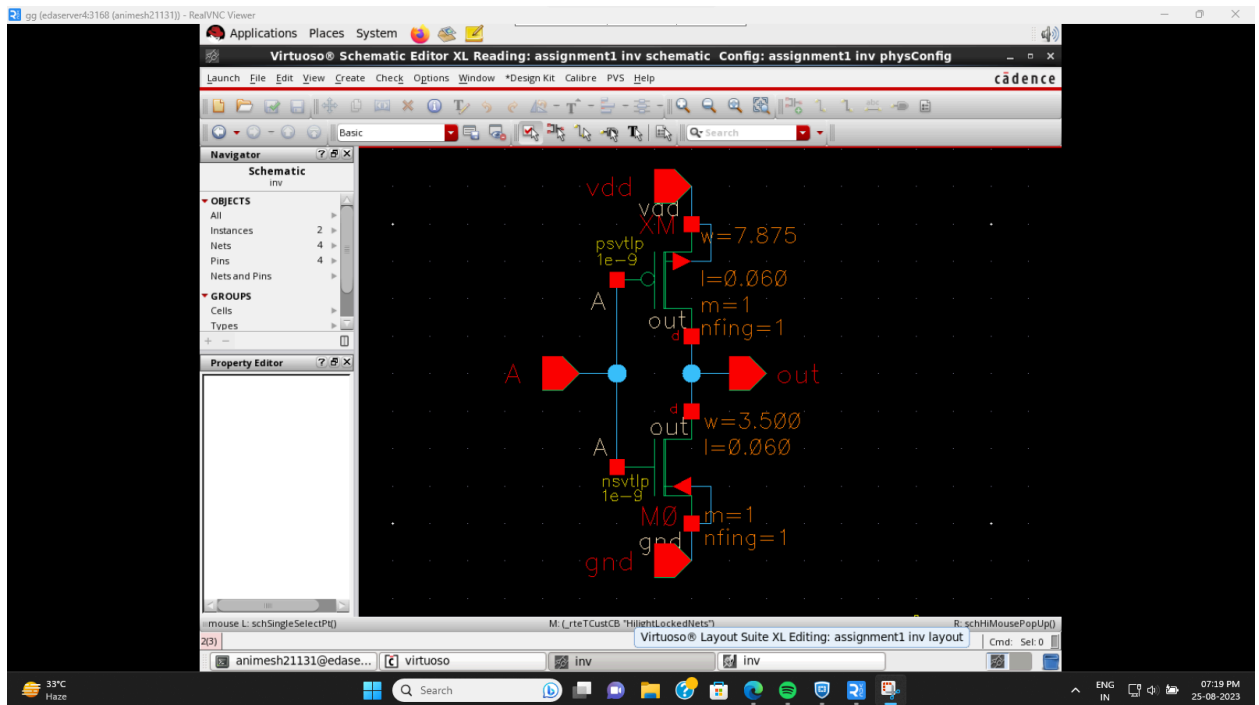 gg (edaserver4:3168 (animesh21131)) - RealVNC Viewer
Applications Places System
Virtuoso® Schematic Editor XL Reading: assignment1 inv schematic Config: assignment1 inv physConfig
Launch File Edit View Create Check Options Window *Design Kit Calibre PVS Help
cādence
Basic
Search
Navigator
Schematic
inv
OBJECTS
All
Instances 2
Nets 4
Pins 4
Nets and Pins
GROUPS
Cells
Types
Property Editor
vdd
vdd
XM
w=7.875
psvtlp
1e-9
l=0.060
A
m=1
out
nfing=1
d
A
out
d
w=3.500
out
A
l=0.060
nsvtlp
1e-9
M0
m=1
gnd
nfing=1
gnd
mouse L: schSingleSelectPt()
M: (_rteTCustCB "HilightLockedNets")
R: schHiMousePopUp()
2(3)
Virtuoso® Layout Suite XL Editing: assignment1 inv layout
Cmd: Sel: 0
animesh21131@edase...
virtuoso
inv
inv
33°C
Haze
Search
ENG
IN
07:19 PM
25-08-2023